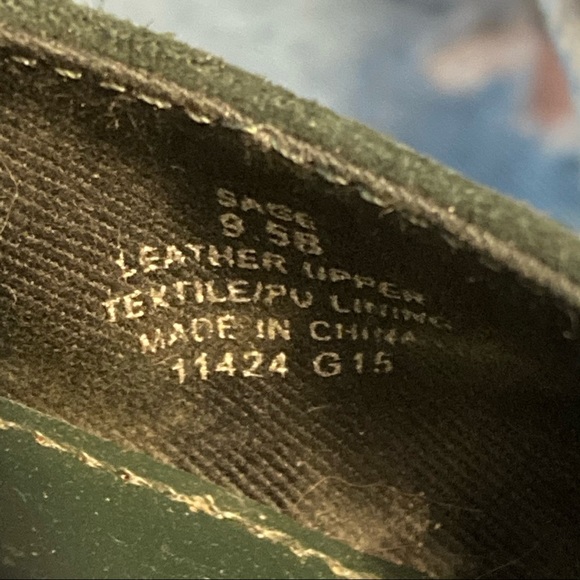 SAGE
9.5B
LEATHER UPPER
TEXTILE/PU LINING
MADE IN CHINA
11424 G15